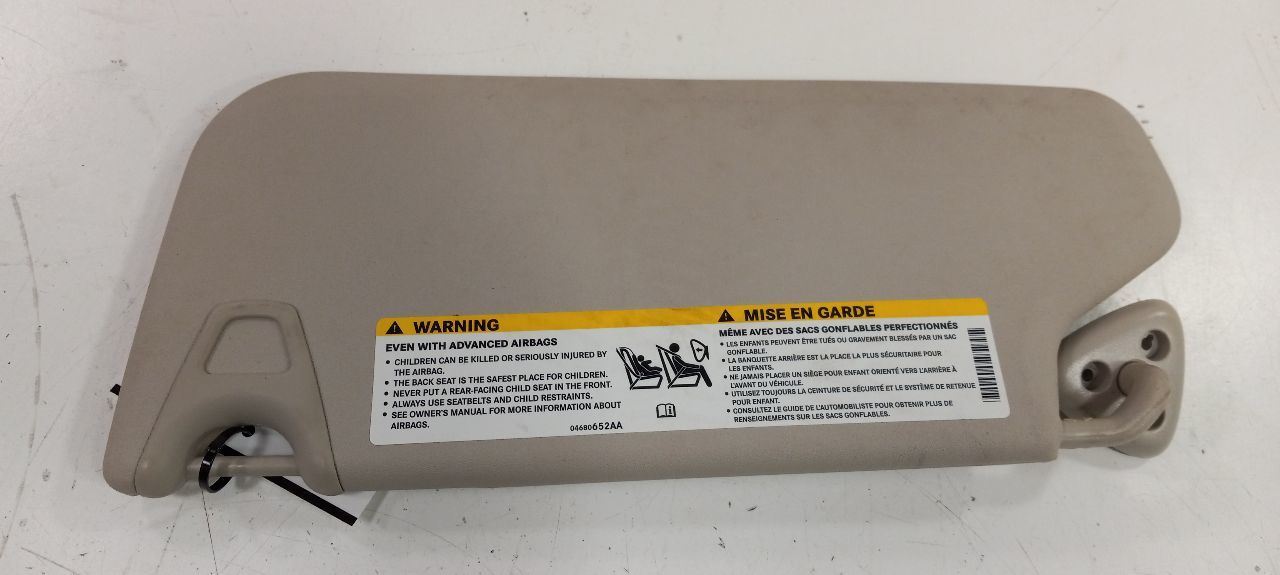 WARNING
EVEN WITH ADVANCED AIRBAGS
• CHILDREN CAN BE KILLED OR SERIOUSLY INJURED BY
THE AIRBAG.
• THE BACK SEAT IS THE SAFEST PLACE FOR CHILDREN.
• NEVER PUT A REAR-FACING CHILD SEAT IN THE FRONT.
• ALWAYS USE SEATBELTS AND CHILD RESTRAINTS.
• SEE OWNER'S MANUAL FOR MORE INFORMATION ABOUT
AIRBAGS.
04680652AA
MISE EN GARDE
MÊME AVEC DES SACS GONFLABLES PERFECTIONNÉS
• LES ENFANTS PEUVENT ÊTRE TUÉS OU GRAVEMENT BLESSÉS PAR UN SAC
GONFLABLE.
• LA BANQUETTE ARRIÈRE EST LA PLACE LA PLUS SÉCURITAIRE POUR
LES ENFANTS.
• NE JAMAIS PLACER UN SIÈGE POUR ENFANT ORIENTÉ VERS L'ARRIÈRE À
L'AVANT DU VÉHICULE.
• UTILISEZ TOUJOURS LA CEINTURE DE SÉCURITÉ ET LE SYSTÈME DE RETENUE
POUR ENFANT.
• CONSULTEZ LE GUIDE DE L'AUTOMOBILISTE POUR OBTENIR PLUS DE
RENSEIGNEMENTS SUR LES SACS GONFLABLES.